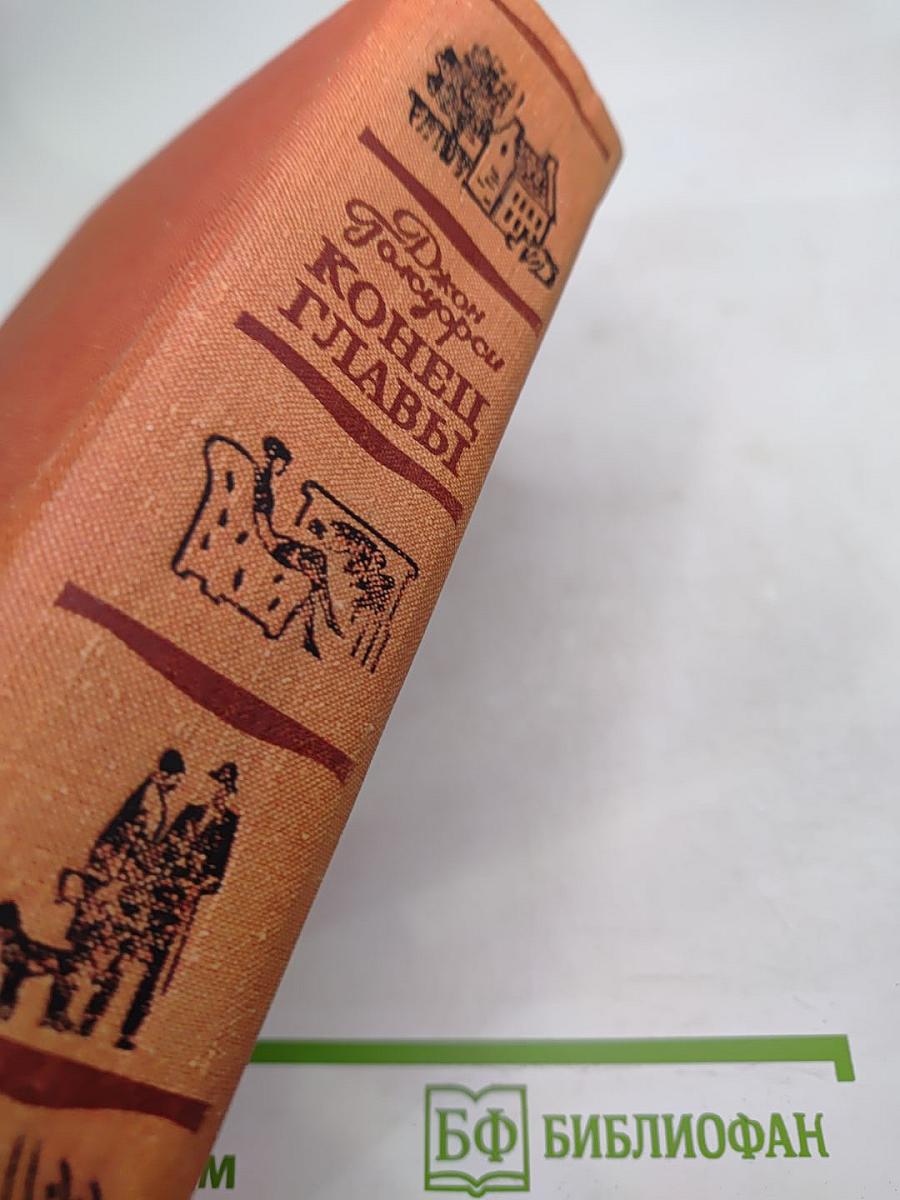 Джон
Голсуорси
КОНЕЦ
ГЛАВЫ
БФ БИБЛИОФАН
м